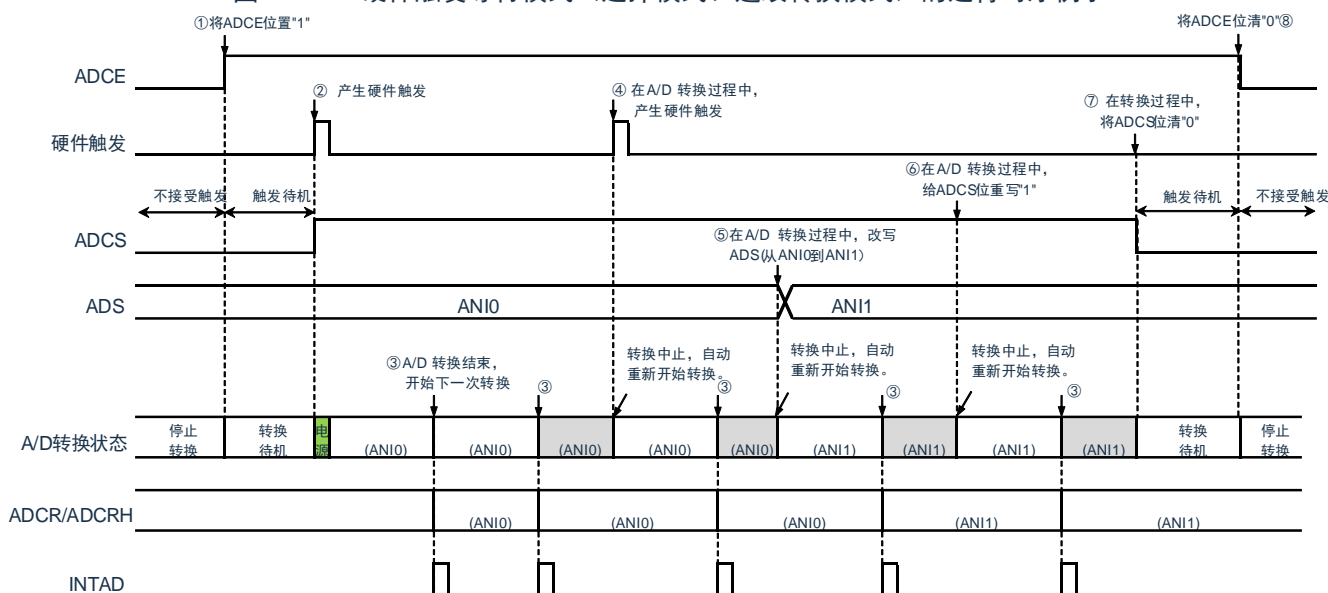 ①将ADCE位置"1"
将ADCE位清"0"⑧
ADCE
② 产生硬件触发
④ 在A/D 转换过程中，
产生硬件触发
⑦ 在转换过程中，
将ADCS位清"0"
硬件触发
⑥在A/D 转换过程中，
给ADCS位重写"1"
不接受触发
触发待机
触发待机
不接受触发
ADCS
⑤在A/D 转换过程中，改写
ADS(从ANI0到ANI1）
ADS
ANI0
ANI1
③A/D 转换结束，
开始下一次转换
③
转换中止，自动
重新开始转换。
③
转换中止，自动
重新开始转换。
③
转换中止，自动
重新开始转换。
③
A/D转换状态
停止
转换
转换
待机
电
源
(ANI0)
(ANI0)
(ANI0)
(ANI0)
(ANI0)
(ANI1)
(ANI1)
(ANI1)
(ANI1)
转换
待机
停止
转换
ADCR/ADCRH
(ANI0)
(ANI0)
(ANI0)
(ANI1)
(ANI1)
INTAD